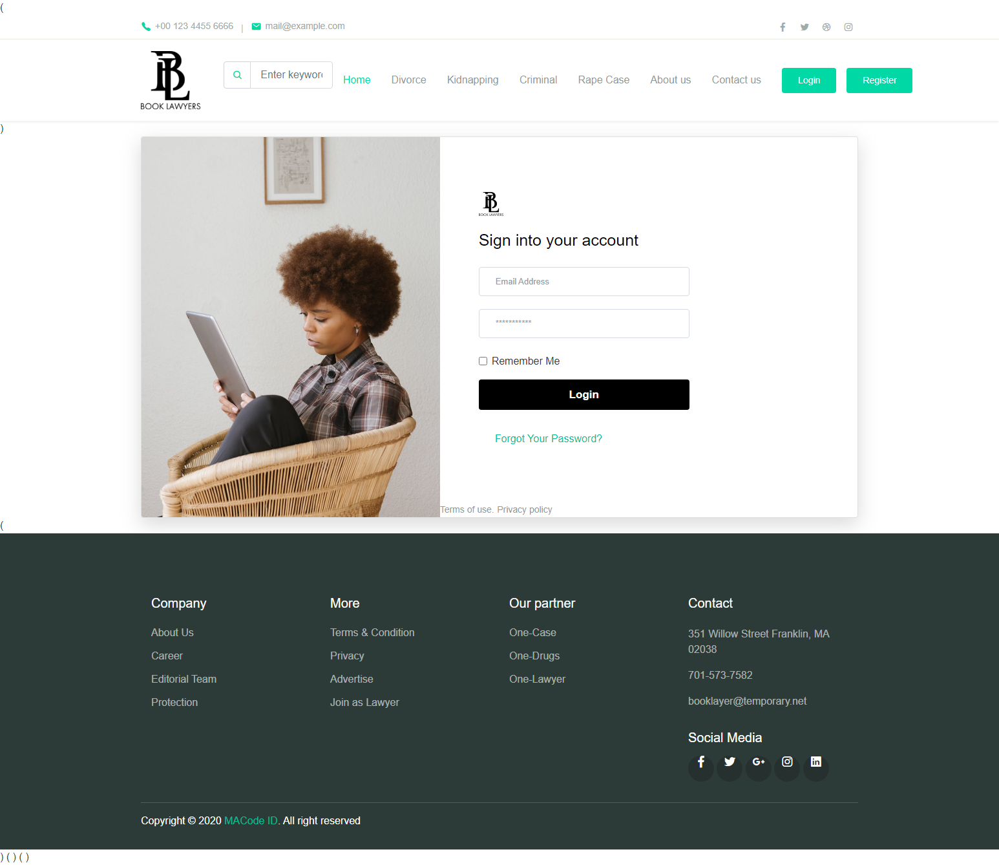 (
+00 123 4455 6666 | mail@example.com
BL
BOOK LAWYERS
Enter keywor
Home Divorce Kidnapping Criminal Rape Case About us Contact us Login Register
)
BL
BOOK LAWYERS
Sign into your account
Email Address
***********
Remember Me
Login
Forgot Your Password?
Terms of use. Privacy policy
(
Company
About Us
Career
Editorial Team
Protection
More
Terms & Condition
Privacy
Advertise
Join as Lawyer
Our partner
One-Case
One-Drugs
One-Lawyer
Contact
351 Willow Street Franklin, MA
02038
701-573-7582
booklayer@temporary.net
Social Media
Copyright © 2020 MACode ID. All right reserved
) ( ) ( )